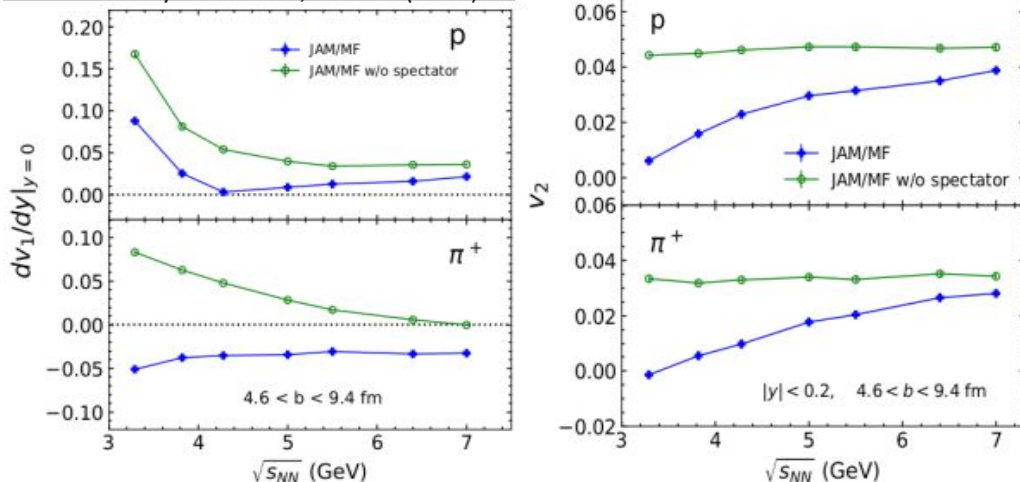 p
JAM/MF
JAM/MF w/o spectator
0.20
0.15
0.10
0.05
0.00
dv₁/dy|y=0
π⁺
0.10
0.05
0.00
−0.05
−0.10
4.6 < b < 9.4 fm
3 4 5 6 7
√sNN (GeV)
p
0.06
0.04
0.02
0.00
JAM/MF
JAM/MF w/o spectator
v₂
0.06
π⁺
0.04
0.02
0.00
−0.02
|y| < 0.2, 4.6 < b < 9.4 fm
3 4 5 6 7
√sNN (GeV)